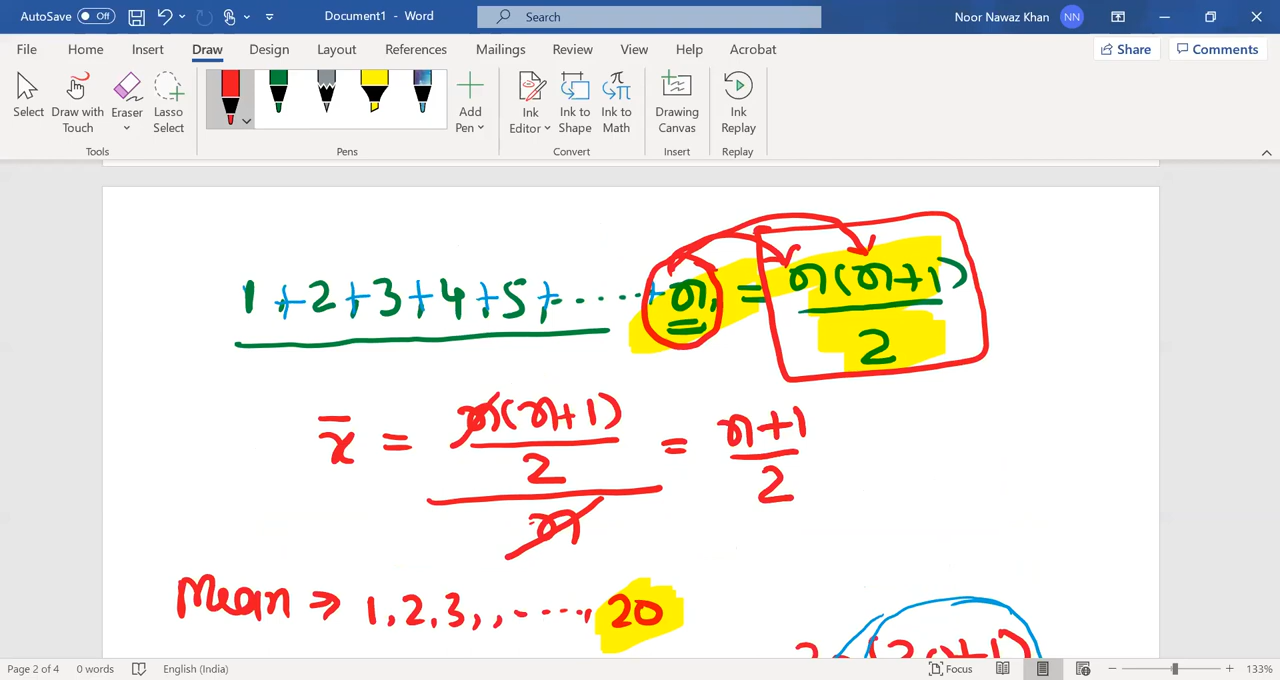 AutoSave Off Document1 - Word Search Noor Nawaz Khan NN
File Home Insert Draw Design Layout References Mailings Review View Help Acrobat Share Comments
Select Draw with Touch Eraser Lasso Select Add Pen Ink Editor Ink to Shape Ink to Math Drawing Canvas Ink Replay
Tools Pens Convert Insert Replay
1 + 2 + 3 + 4 + 5 + ..... + n, = n(n+1)
2
x̄ = n(n+1) = n+1
2 2
n
Mean ⇒ 1, 2, 3, , ...., 20
(2n+1)
Page 2 of 4 0 words English (India) Focus 133%